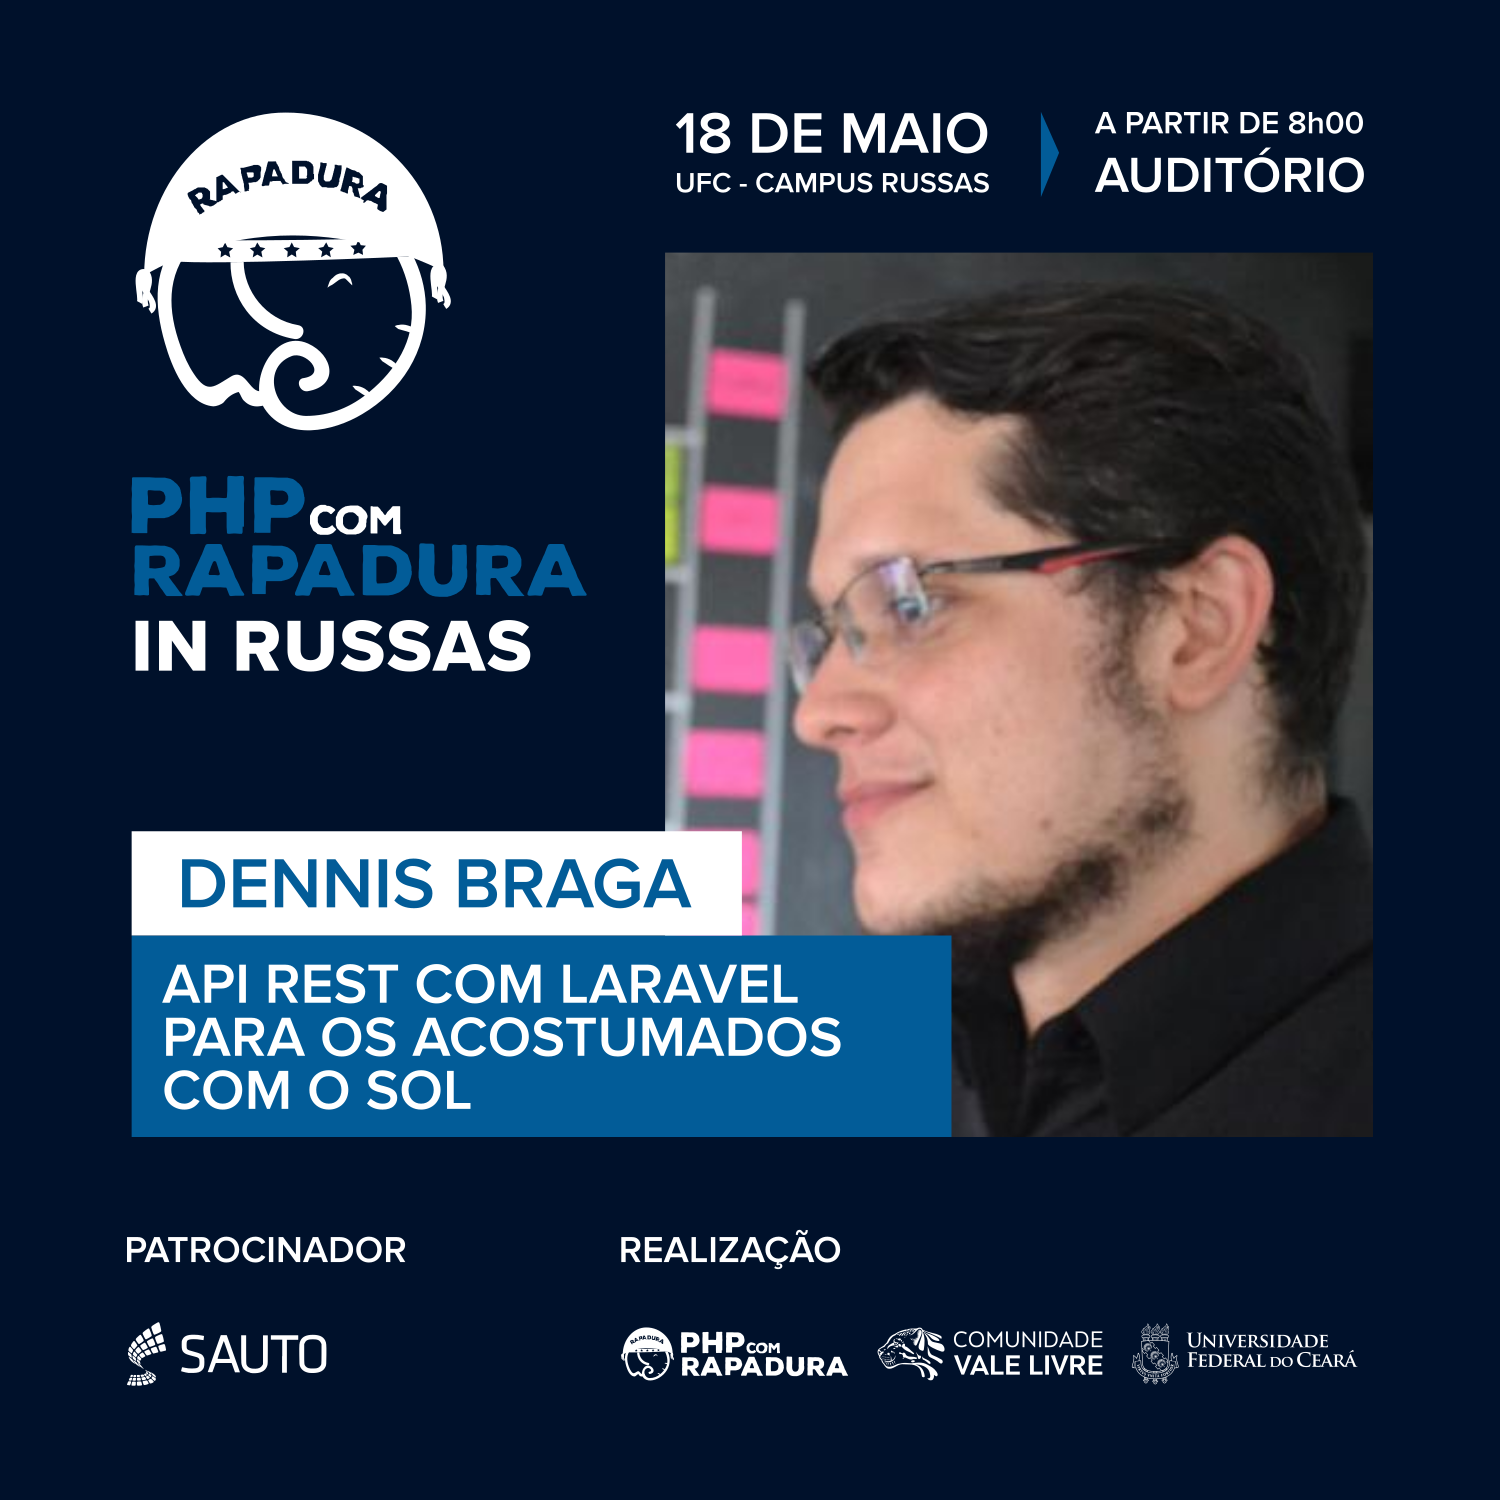 RAPADURA
PHP COM
RAPADURA
IN RUSSAS
18 DE MAIO
UFC - CAMPUS RUSSAS
A PARTIR DE 8h00
AUDITÓRIO
DENNIS BRAGA
API REST COM LARAVEL
PARA OS ACOSTUMADOS
COM O SOL
PATROCINADOR
SAUTO
REALIZAÇÃO
RAPADURA
PHP COM
RAPADURA
COMUNIDADE
VALE LIVRE
UNIVERSIDADE
FEDERAL DO CEARÁ